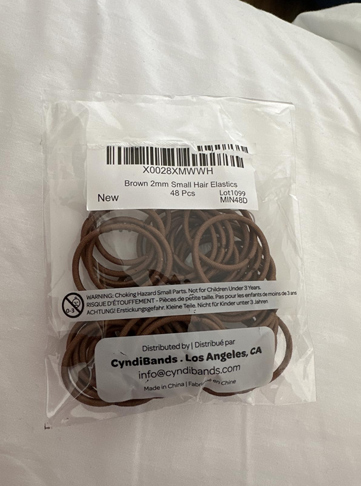 X0028XMWWH
Brown 2mm Small Hair Elastics
48 Pcs
Lot1099
New
MIN48D
0-3
WARNING: Choking Hazard Small Parts. Not for Children Under 3 Years.
RISQUE D'ÉTOUFFEMENT - Pièces de petite taille. Pas pour les enfants de moins de 3 ans
ACHTUNG! Erstickungsgefahr. Kleine Teile. Nicht für Kinder unter 3 Jahren.
Distributed by | Distribué par
CyndiBands . Los Angeles, CA
info@cyndibands.com
Made in China | en Chine